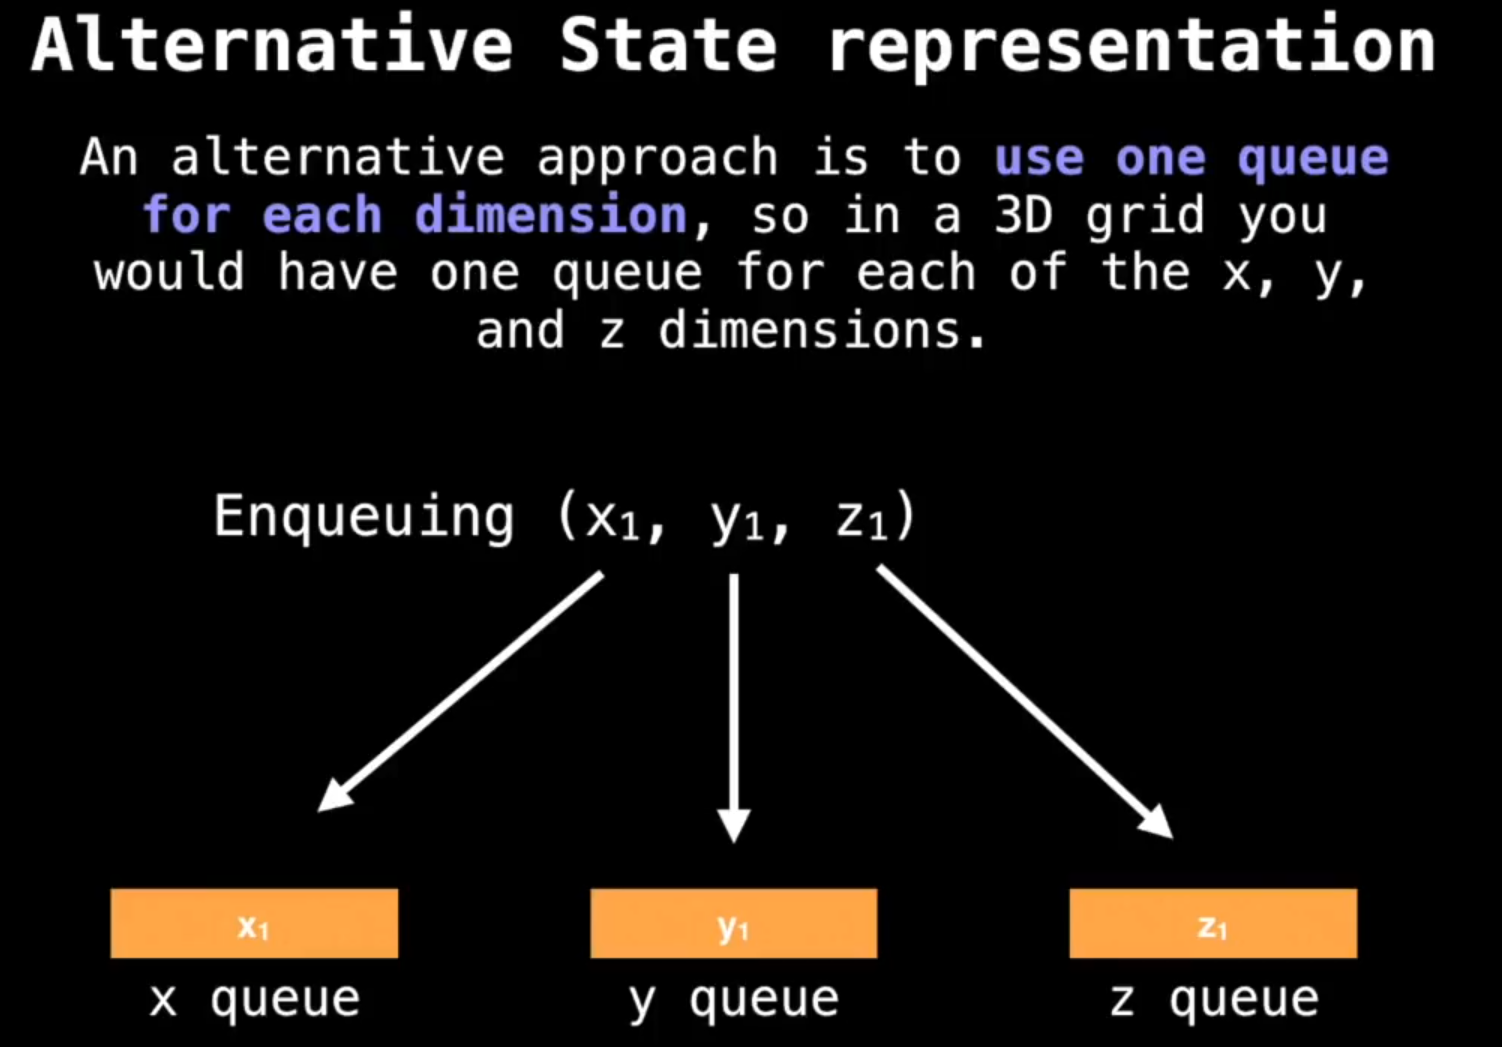 Alternative State representation
An alternative approach is to use one queue
for each dimension, so in a 3D grid you
would have one queue for each of the x, y,
and z dimensions.
Enqueuing (x₁, y₁, z₁)
x₁ y₁ z₁
x queue y queue z queue